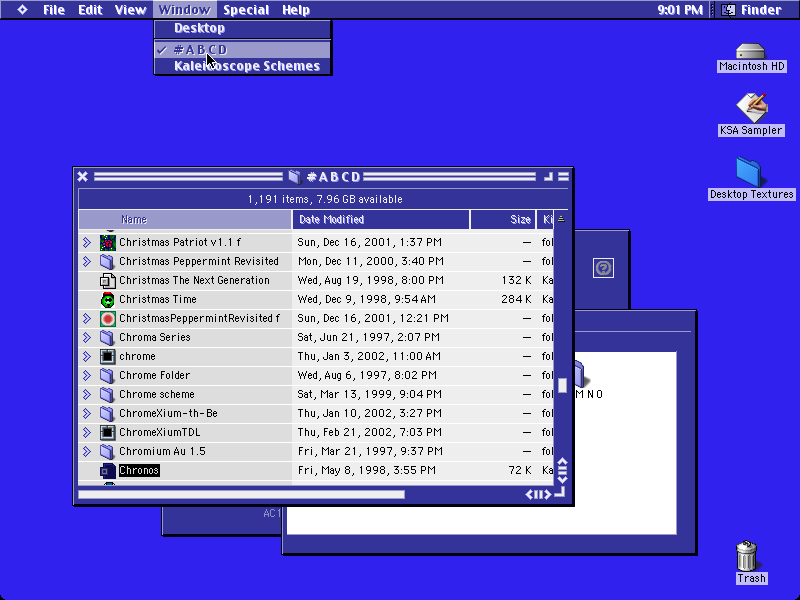 File Edit View Window Special Help 9:01 PM Finder
Desktop
✓ #ABCD
Kaleidoscope Schemes
Macintosh HD
KSA Sampler
Desktop Textures
#ABCD
1,191 items, 7.96 GB available
Name Date Modified Size Ki
Christmas Patriot v1.1 f Sun, Dec 16, 2001, 1:37 PM — fol
Christmas Peppermint Revisited Mon, Dec 11, 2000, 3:40 PM — fol
Christmas The Next Generation Wed, Aug 19, 1998, 8:00 PM 132 K Ka
Christmas Time Wed, Dec 9, 1998, 9:54 AM 284 K Ka
ChristmasPeppermintRevisited f Sun, Dec 16, 2001, 12:21 PM — fol
Chroma Series Sat, Jun 21, 1997, 2:07 PM — fol
chrome Thu, Jan 3, 2002, 11:00 AM — fol
Chrome Folder Wed, Aug 6, 1997, 8:02 PM — fol
Chrome scheme Sat, Mar 13, 1999, 9:04 PM — fol
ChromeXium-th-Be Thu, Jan 10, 2002, 3:27 PM — fol
ChromeXiumTDL Thu, Feb 21, 2002, 7:03 PM — fol
Chromium Au 1.5 Fri, Mar 21, 1997, 9:37 PM — fol
Chronos Fri, May 8, 1998, 3:55 PM 72 K Ka
M N O
AC1
Trash